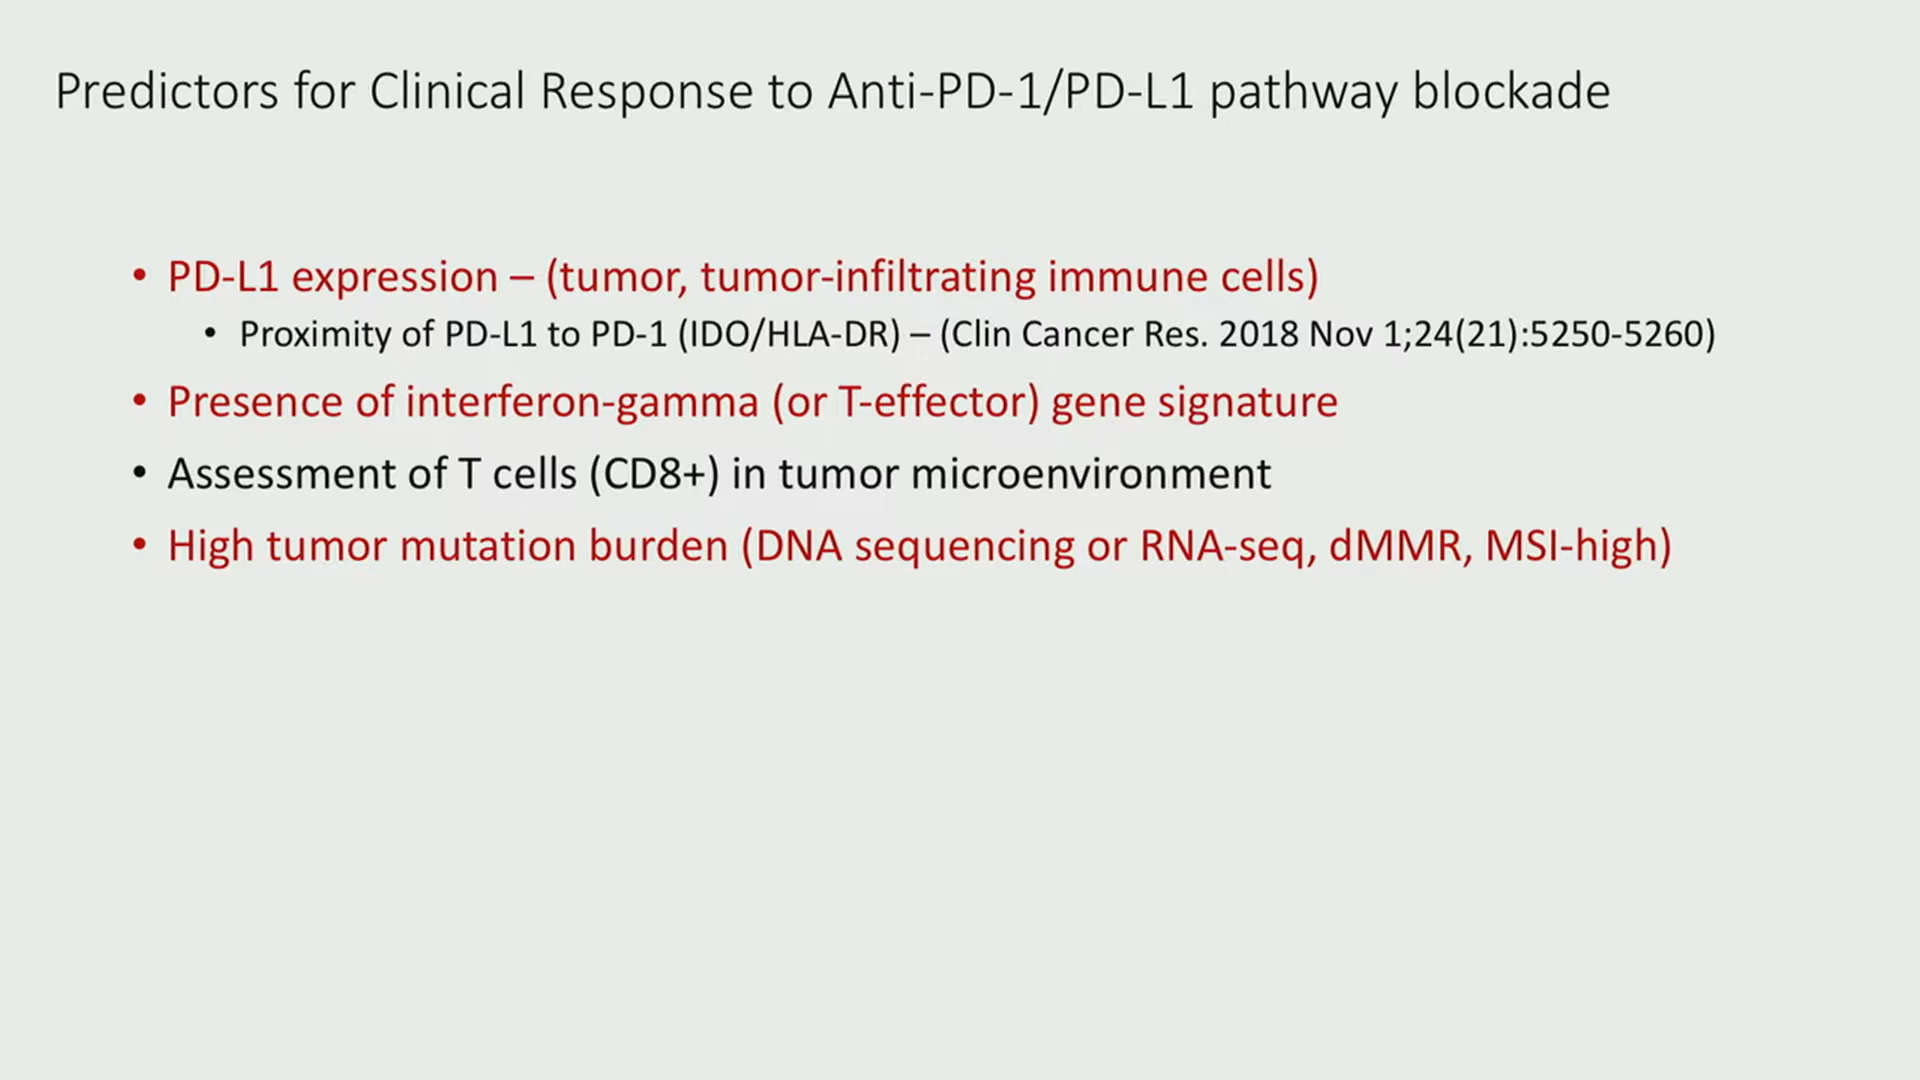 Predictors for Clinical Response to Anti-PD-1/PD-L1 pathway blockade
• PD-L1 expression – (tumor, tumor-infiltrating immune cells)
• Proximity of PD-L1 to PD-1 (IDO/HLA-DR) – (Clin Cancer Res. 2018 Nov 1;24(21):5250-5260)
• Presence of interferon-gamma (or T-effector) gene signature
• Assessment of T cells (CD8+) in tumor microenvironment
• High tumor mutation burden (DNA sequencing or RNA-seq, dMMR, MSI-high)